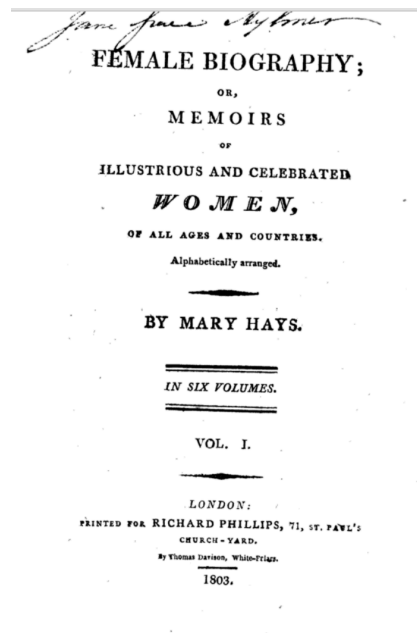 Jane
FEMALE BIOGRAPHY;
OR,
MEMOIRS
OF
ILLUSTRIOUS AND CELEBRATED
WOMEN,
OF ALL AGES AND COUNTRIES.
Alphabetically arranged.
BY MARY HAYS.
IN SIX VOLUMES.
VOL. I.
LONDON:
PRINTED FOR RICHARD PHILLIPS, 71, ST. PAUL'S
CHURCH-YARD.
By Thomas Davison, White-Friars.
1803.